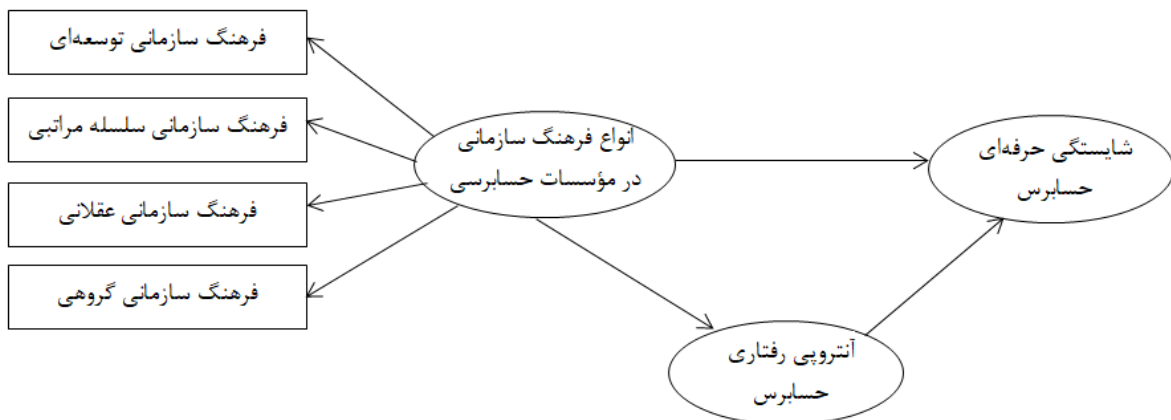 فرهنگ سازمانی توسعه‌ای
فرهنگ سازمانی سلسله مراتبی
فرهنگ سازمانی عقلانی
فرهنگ سازمانی گروهی
انواع فرهنگ سازمانی
در مؤسسات حسابرسی
شایستگی حرفه‌ای
حسابرس
آنتروپی رفتاری
حسابرس